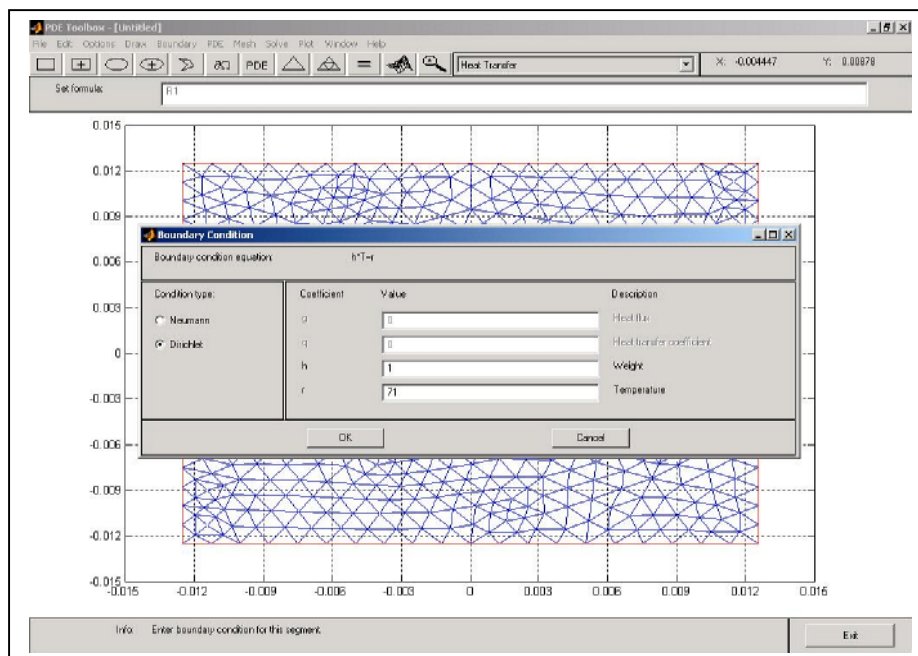 PDE Toolbox - [Untitled]
File Edit Options Draw Boundary PDE Mesh Solve Plot Window Help
∂Ω PDE = Heat Transfer X: -0.004447 Y: 0.00878
Set formula: R1
0.015
0.012
0.009
0.006
0.003
0
-0.003
-0.006
-0.009
-0.012
-0.015
-0.015 -0.012 -0.009 -0.006 -0.003 0 0.003 0.006 0.009 0.012 0.015
Boundary Condition
Boundary condition equation: h*T=r
Condition type: Coefficient Value Description
Neumann g 0 Heat flux
Dirichlet q 0 Heat transfer coefficient
h 1 Weight
r 71 Temperature
OK Cancel
Info: Enter boundary condition for this segment. Exit